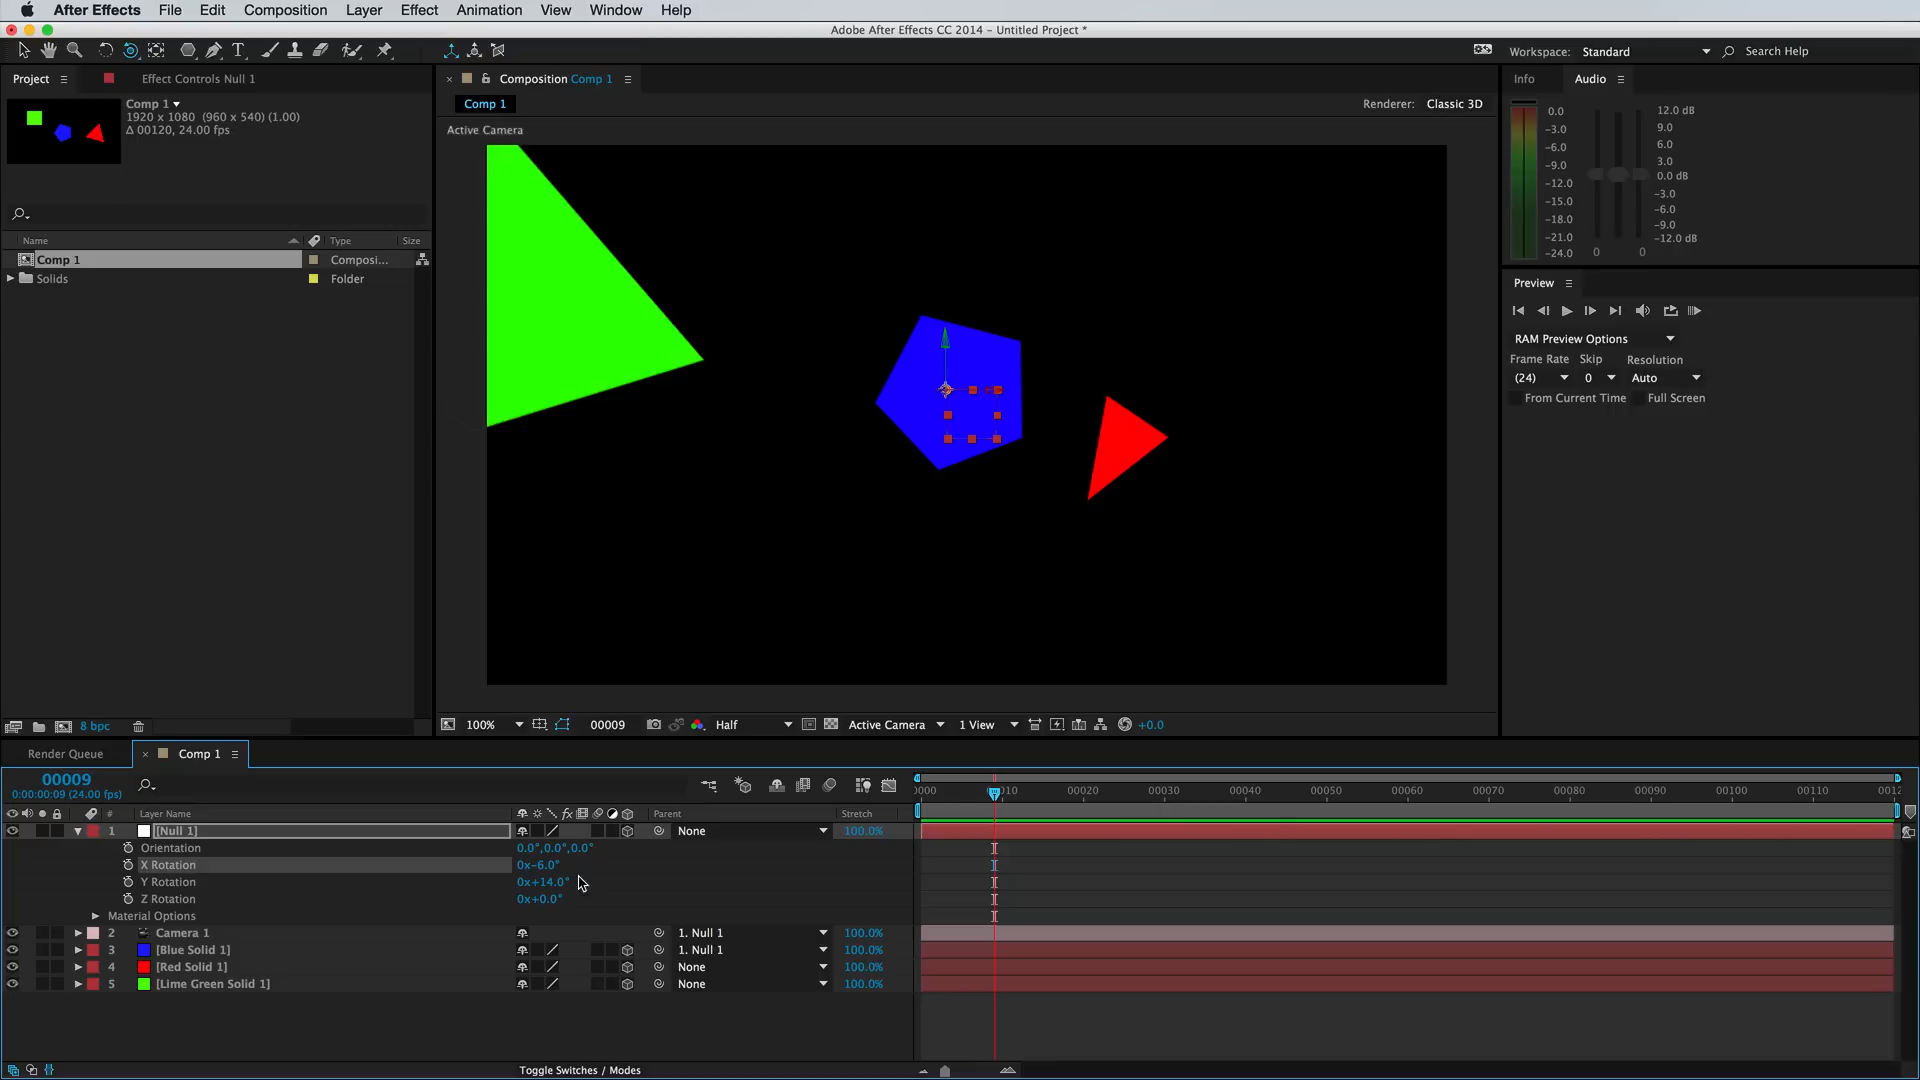 After Effects File Edit Composition Layer Effect Animation View Window Help
Adobe After Effects CC 2014 – Untitled Project *
T Workspace: Standard Search Help
Project Effect Controls Null 1
Comp 1
1920 x 1080 (960 x 540) (1.00)
Δ 00120, 24.00 fps
Name Type Size
Comp 1 Composi...
Solids Folder
8 bpc
× Composition Comp 1
Comp 1 Renderer: Classic 3D
Active Camera
100% 00009 Half Active Camera 1 View +0.0
Info Audio
0.0
-3.0
-6.0
-9.0
-12.0
-15.0
-18.0
-21.0
-24.0
12.0 dB
9.0
6.0
3.0
0.0 dB
-3.0
-6.0
-9.0
-12.0 dB
0 0
Preview
RAM Preview Options
Frame Rate Skip Resolution
(24) 0 Auto
From Current Time Full Screen
Render Queue × Comp 1
00009
0:00:00:09 (24.00 fps)
0000 00010 00020 00030 00040 00050 00060 00070 00080 00090 00100 00110 0012
# Layer Name fx Parent Stretch
1 [Null 1] None 100.0%
Orientation 0.0°,0.0°,0.0°
X Rotation 0x-6.0°
Y Rotation 0x+14.0°
Z Rotation 0x+0.0°
Material Options
2 Camera 1 1. Null 1 100.0%
3 [Blue Solid 1] 1. Null 1 100.0%
4 [Red Solid 1] None 100.0%
5 [Lime Green Solid 1] None 100.0%
Toggle Switches / Modes